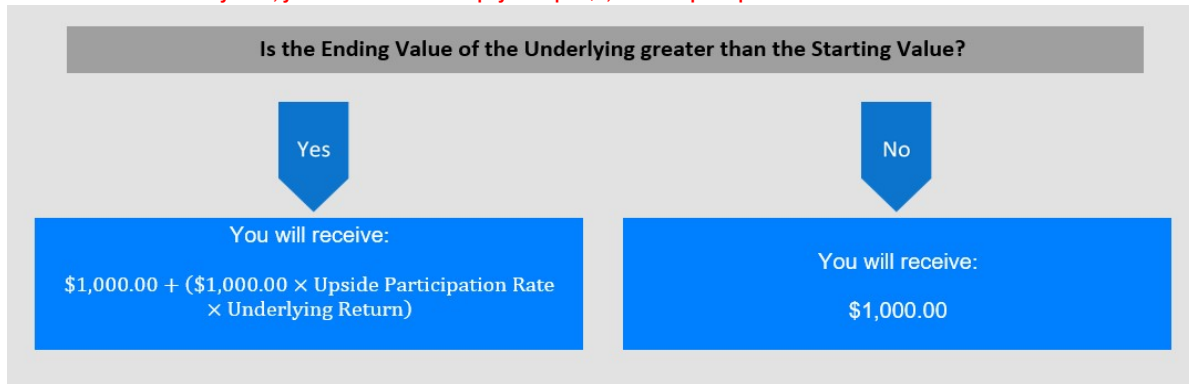 Is the Ending Value of the Underlying greater than the Starting Value?
Yes
No
You will receive:
$1,000.00 + ($1,000.00 × Upside Participation Rate
× Underlying Return)
You will receive:
$1,000.00